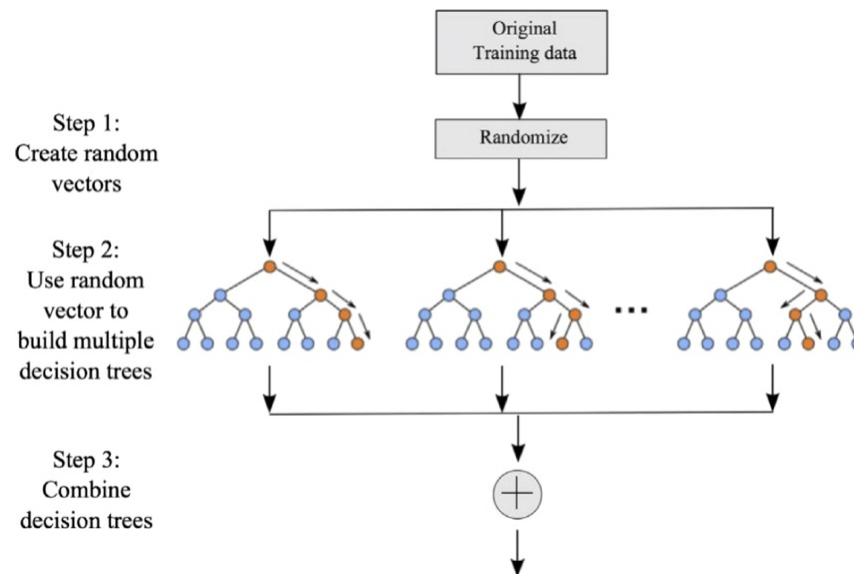 Original
Training data
Step 1:
Create random
vectors
Randomize
Step 2:
Use random
vector to
build multiple
decision trees
...
Step 3:
Combine
decision trees
+